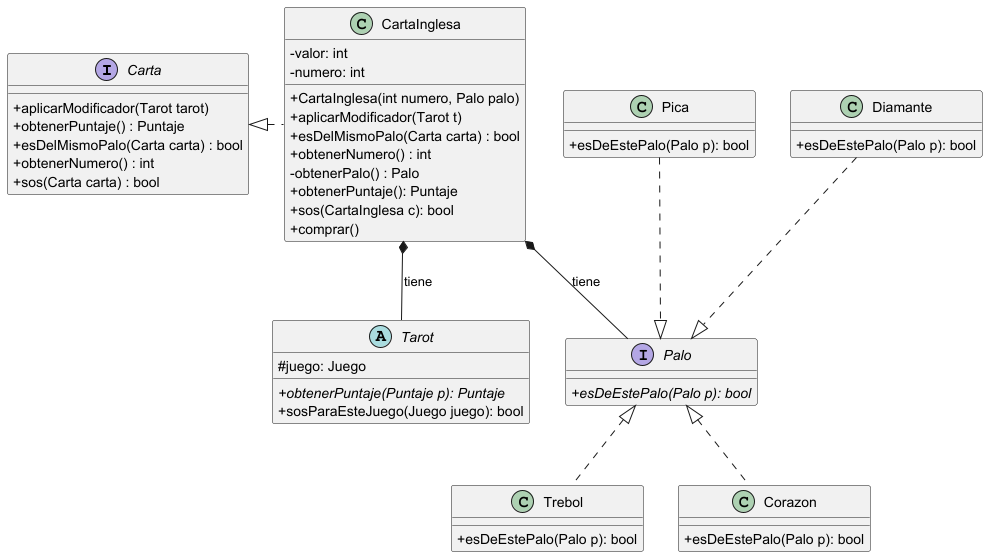 C CartaInglesa
-valor: int
-numero: int
+CartaInglesa(int numero, Palo palo)
+aplicarModificador(Tarot t)
+esDelMismoPalo(Carta carta) : bool
+obtenerNumero() : int
-obtenerPalo() : Palo
+obtenerPuntaje(): Puntaje
+sos(CartaInglesa c): bool
+comprar()
I Carta
+aplicarModificador(Tarot tarot)
+obtenerPuntaje() : Puntaje
+esDelMismoPalo(Carta carta) : bool
+obtenerNumero() : int
+sos(Carta carta) : bool
C Pica
+esDeEstePalo(Palo p): bool
C Diamante
+esDeEstePalo(Palo p): bool
tiene
tiene
A Tarot
#juego: Juego
+obtenerPuntaje(Puntaje p): Puntaje
+sosParaEsteJuego(Juego juego): bool
I Palo
+esDeEstePalo(Palo p): bool
C Trebol
+esDeEstePalo(Palo p): bool
C Corazon
+esDeEstePalo(Palo p): bool